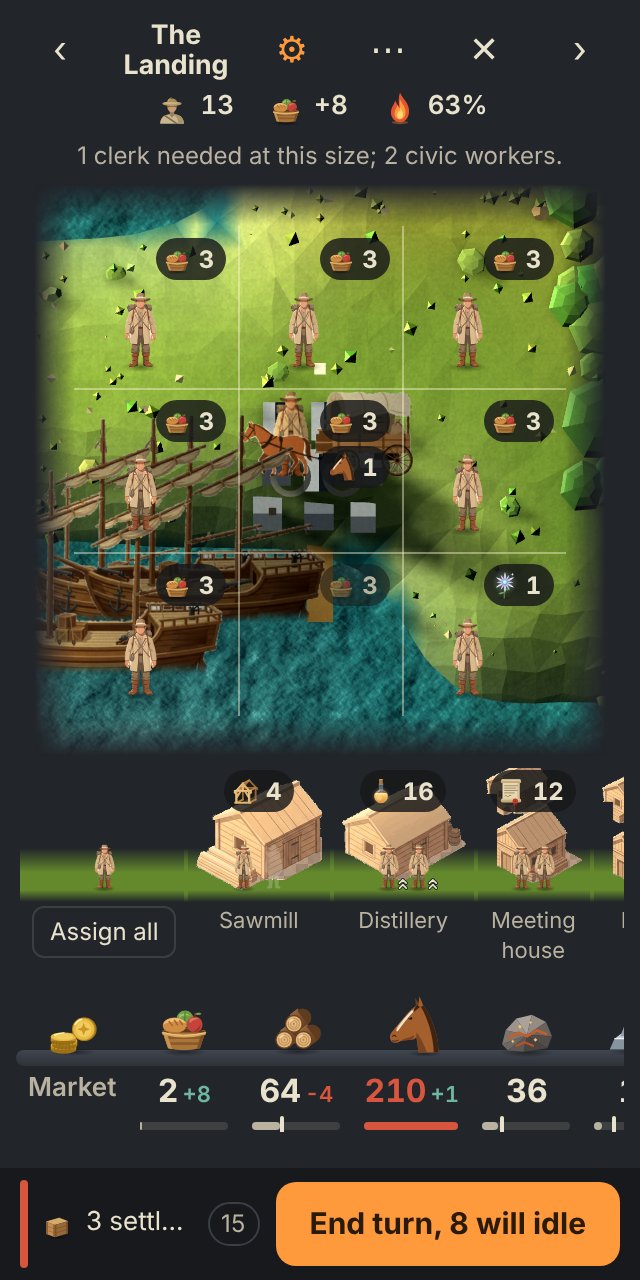 ‹ The Landing ⚙ ⋯ ✕ ›
13 +8 63%
1 clerk needed at this size; 2 civic workers.
3 3 3
3 3 3
1
3 3 1
4 16 12
Assign all Sawmill Distillery Meeting house
Market 2 +8 64 -4 210 +1 36
3 settl... 15 End turn, 8 will idle